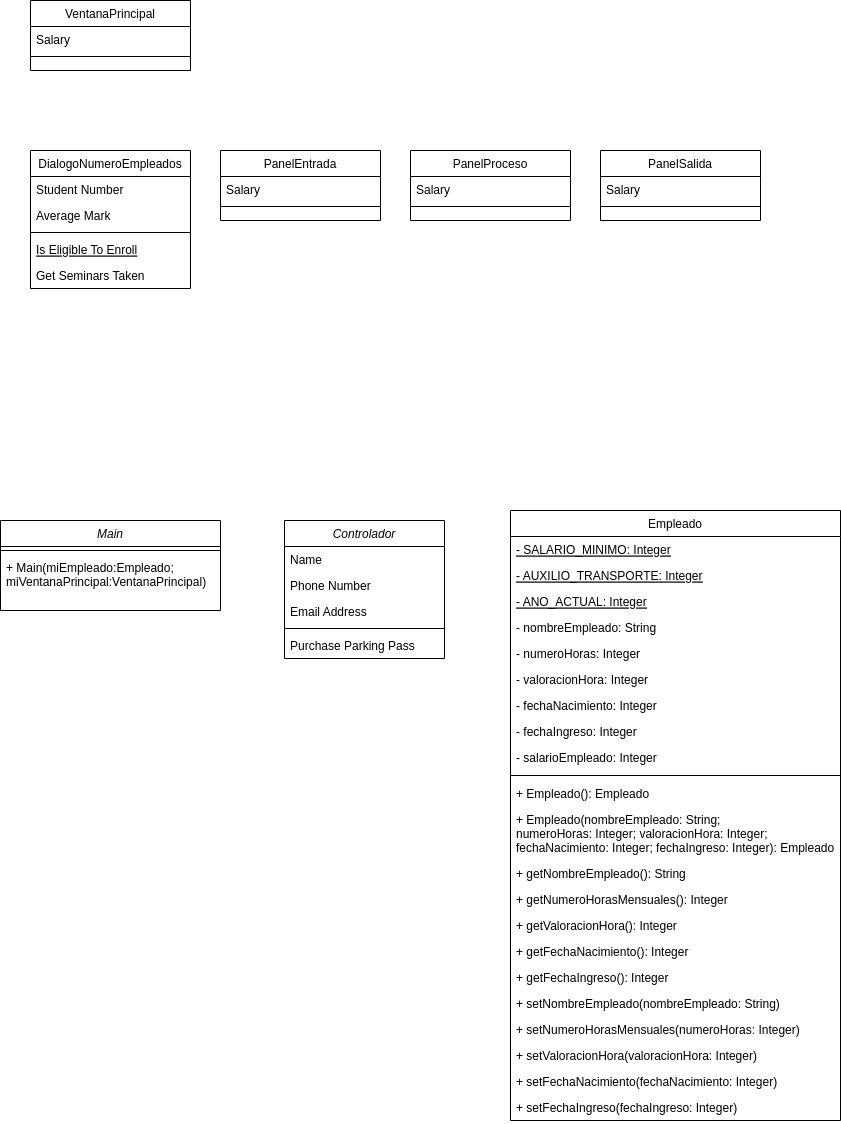 VentanaPrincipal
Salary
DialogoNumeroEmpleados
Student Number
Average Mark
Is Eligible To Enroll
Get Seminars Taken
PanelEntrada
Salary
PanelProceso
Salary
PanelSalida
Salary
Main
+ Main(miEmpleado:Empleado;
miVentanaPrincipal:VentanaPrincipal)
Controlador
Name
Phone Number
Email Address
Purchase Parking Pass
Empleado
- SALARIO_MINIMO: Integer
- AUXILIO_TRANSPORTE: Integer
- ANO_ACTUAL: Integer
- nombreEmpleado: String
- numeroHoras: Integer
- valoracionHora: Integer
- fechaNacimiento: Integer
- fechaIngreso: Integer
- salarioEmpleado: Integer
+ Empleado(): Empleado
+ Empleado(nombreEmpleado: String;
numeroHoras: Integer; valoracionHora: Integer;
fechaNacimiento: Integer; fechaIngreso: Integer): Empleado
+ getNombreEmpleado(): String
+ getNumeroHorasMensuales(): Integer
+ getValoracionHora(): Integer
+ getFechaNacimiento(): Integer
+ getFechaIngreso(): Integer
+ setNombreEmpleado(nombreEmpleado: String)
+ setNumeroHorasMensuales(numeroHoras: Integer)
+ setValoracionHora(valoracionHora: Integer)
+ setFechaNacimiento(fechaNacimiento: Integer)
+ setFechaIngreso(fechaIngreso: Integer)